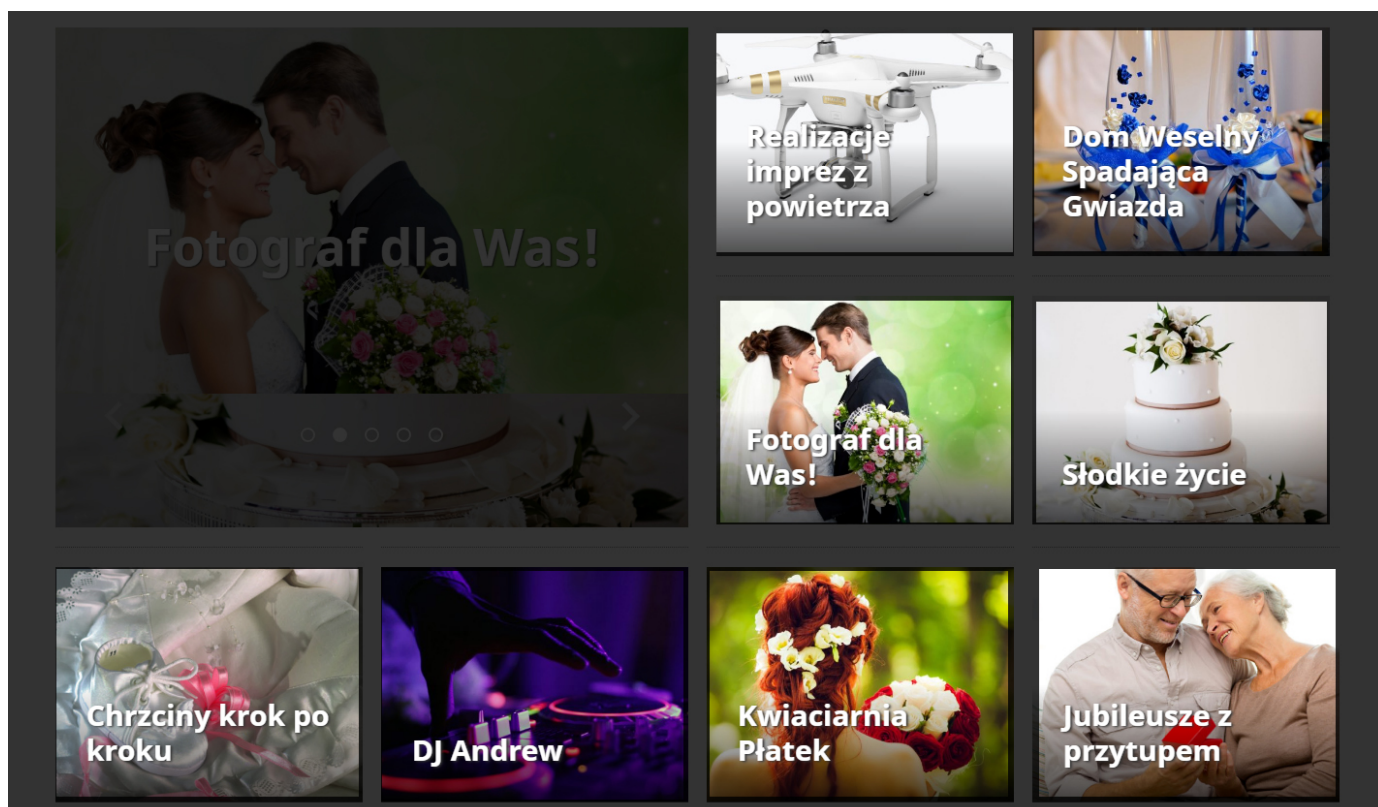 Fotograf dla Was!
Realizacje
imprez z
powietrza
Dom Weselny
Spadająca
Gwiazda
Fotograf dla
Was!
Słodkie życie
Chrzciny krok po
kroku
DJ Andrew
Kwiaciarnia
Płatek
Jubileusze z
przytupem